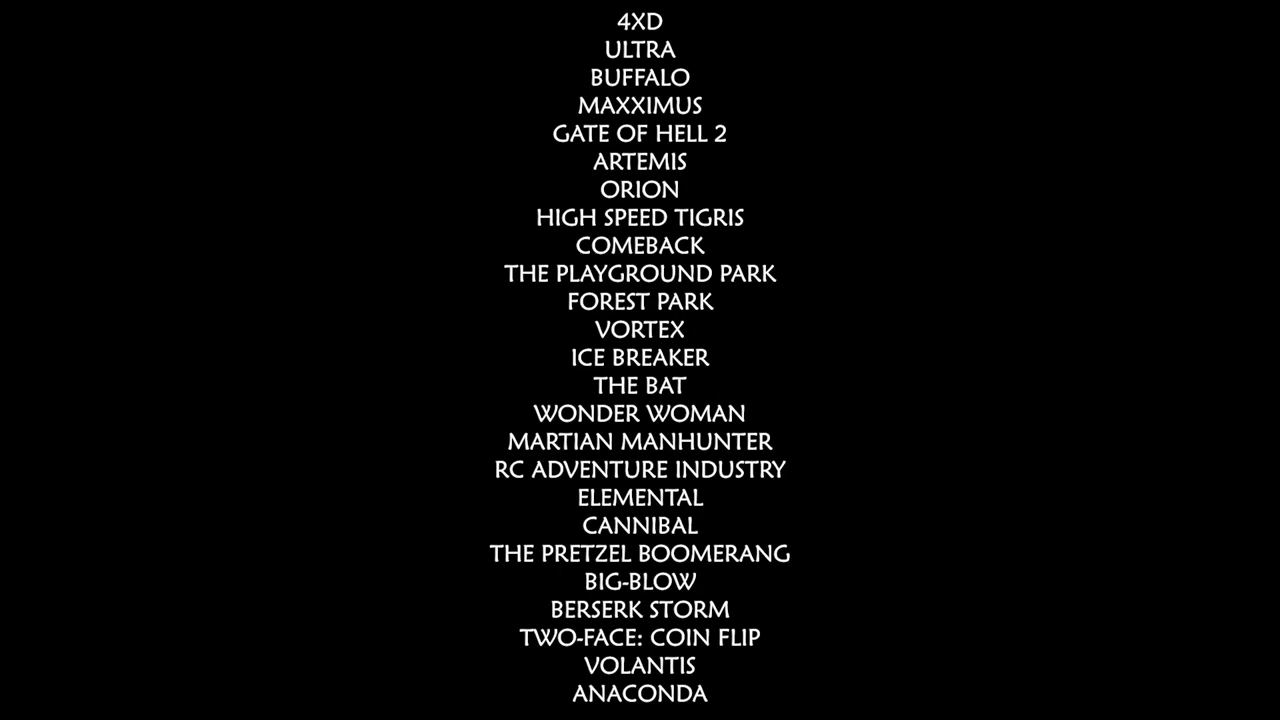 4XD
ULTRA
BUFFALO
MAXXIMUS
GATE OF HELL 2
ARTEMIS
ORION
HIGH SPEED TIGRIS
COMEBACK
THE PLAYGROUND PARK
FOREST PARK
VORTEX
ICE BREAKER
THE BAT
WONDER WOMAN
MARTIAN MANHUNTER
RC ADVENTURE INDUSTRY
ELEMENTAL
CANNIBAL
THE PRETZEL BOOMERANG
BIG-BLOW
BERSERK STORM
TWO-FACE: COIN FLIP
VOLANTIS
ANACONDA